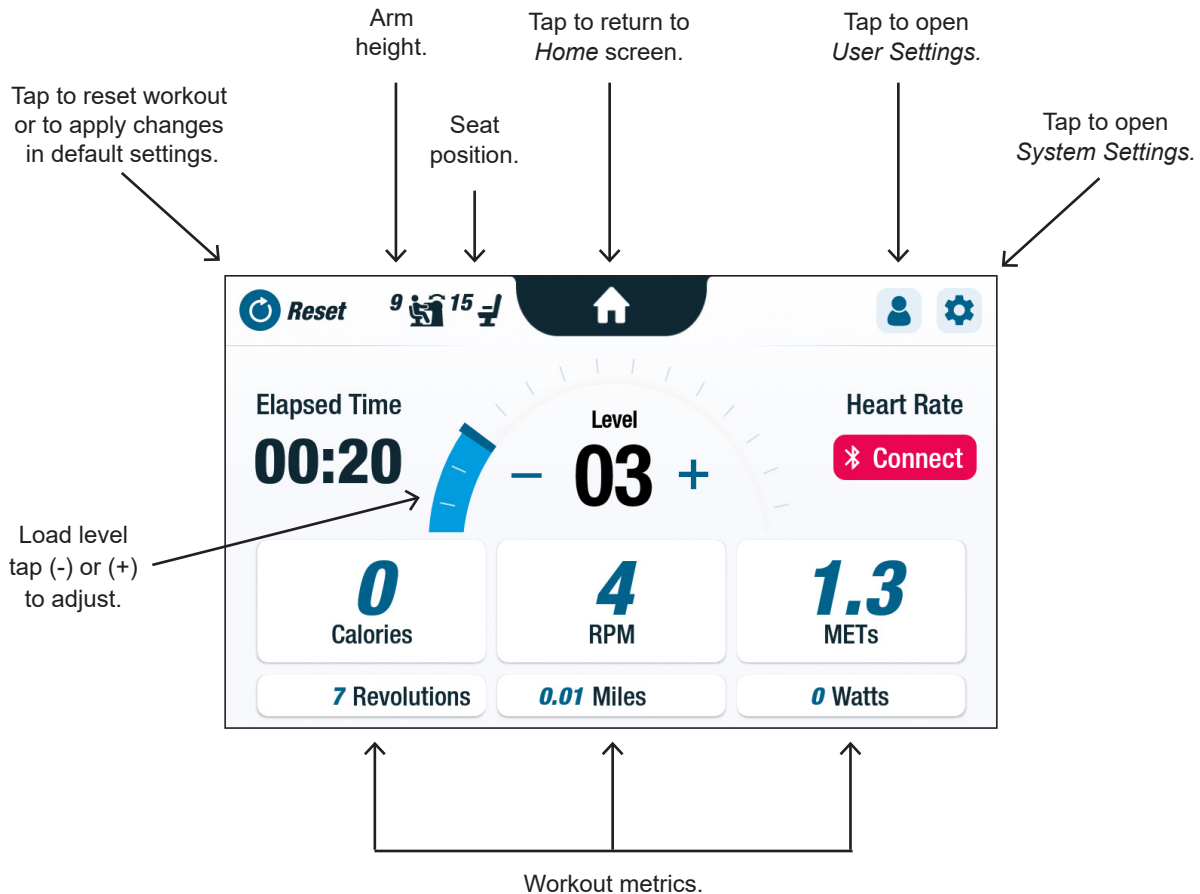 Arm
height.
Tap to return to
Home screen.
Tap to open
User Settings.
Tap to reset workout
or to apply changes
in default settings.
Seat
position.
Tap to open
System Settings.
Reset
9
15
Elapsed Time
00:20
Level
- 03 +
Heart Rate
Connect
Load level
tap (-) or (+)
to adjust.
0
Calories
4
RPM
1.3
METs
7 Revolutions
0.01 Miles
0 Watts
Workout metrics.